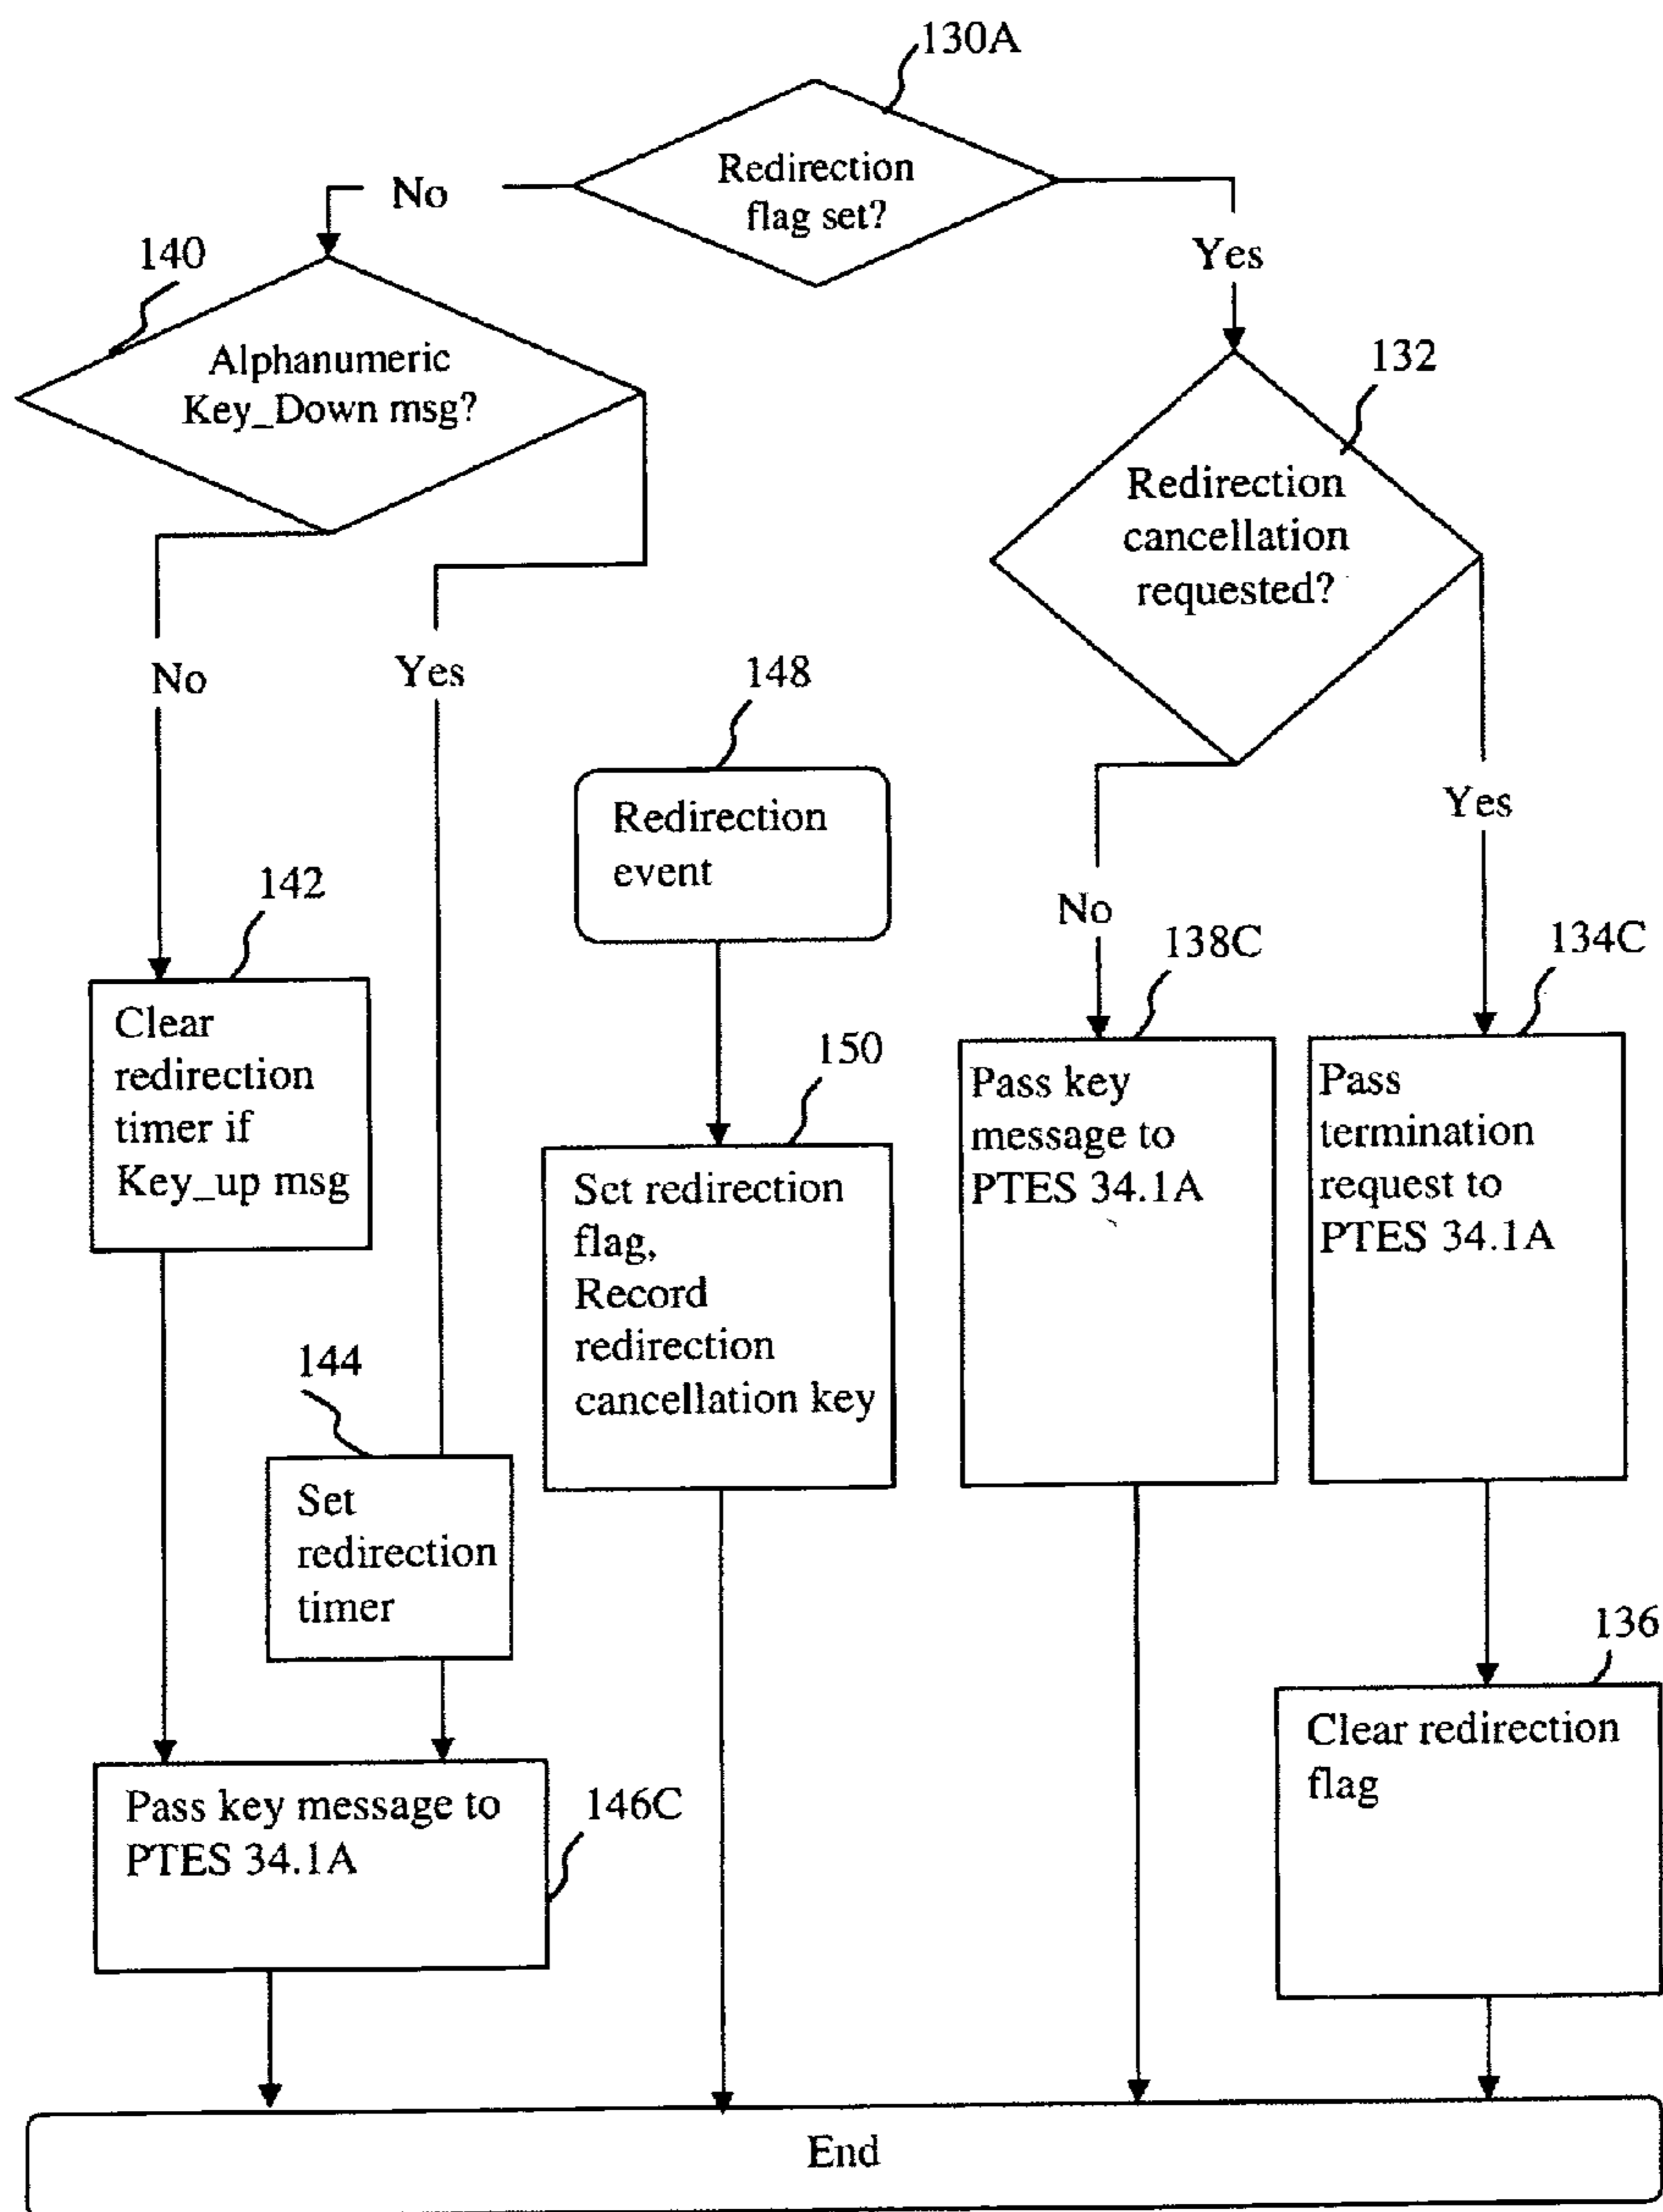 130A
Redirection
flag set?
No
Yes
140
Alphanumeric
Key_Down msg?
132
Redirection
cancellation
requested?
No
Yes
148
Redirection
event
Yes
No
142
Clear
redirection
timer if
Key_up msg
150
Set redirection
flag,
Record
redirection
cancellation key
138C
Pass key
message to
PTES 34.1A
134C
Pass
termination
request to
PTES 34.1A
144
Set
redirection
timer
136
Clear redirection
flag
Pass key message to
PTES 34.1A
146C
End